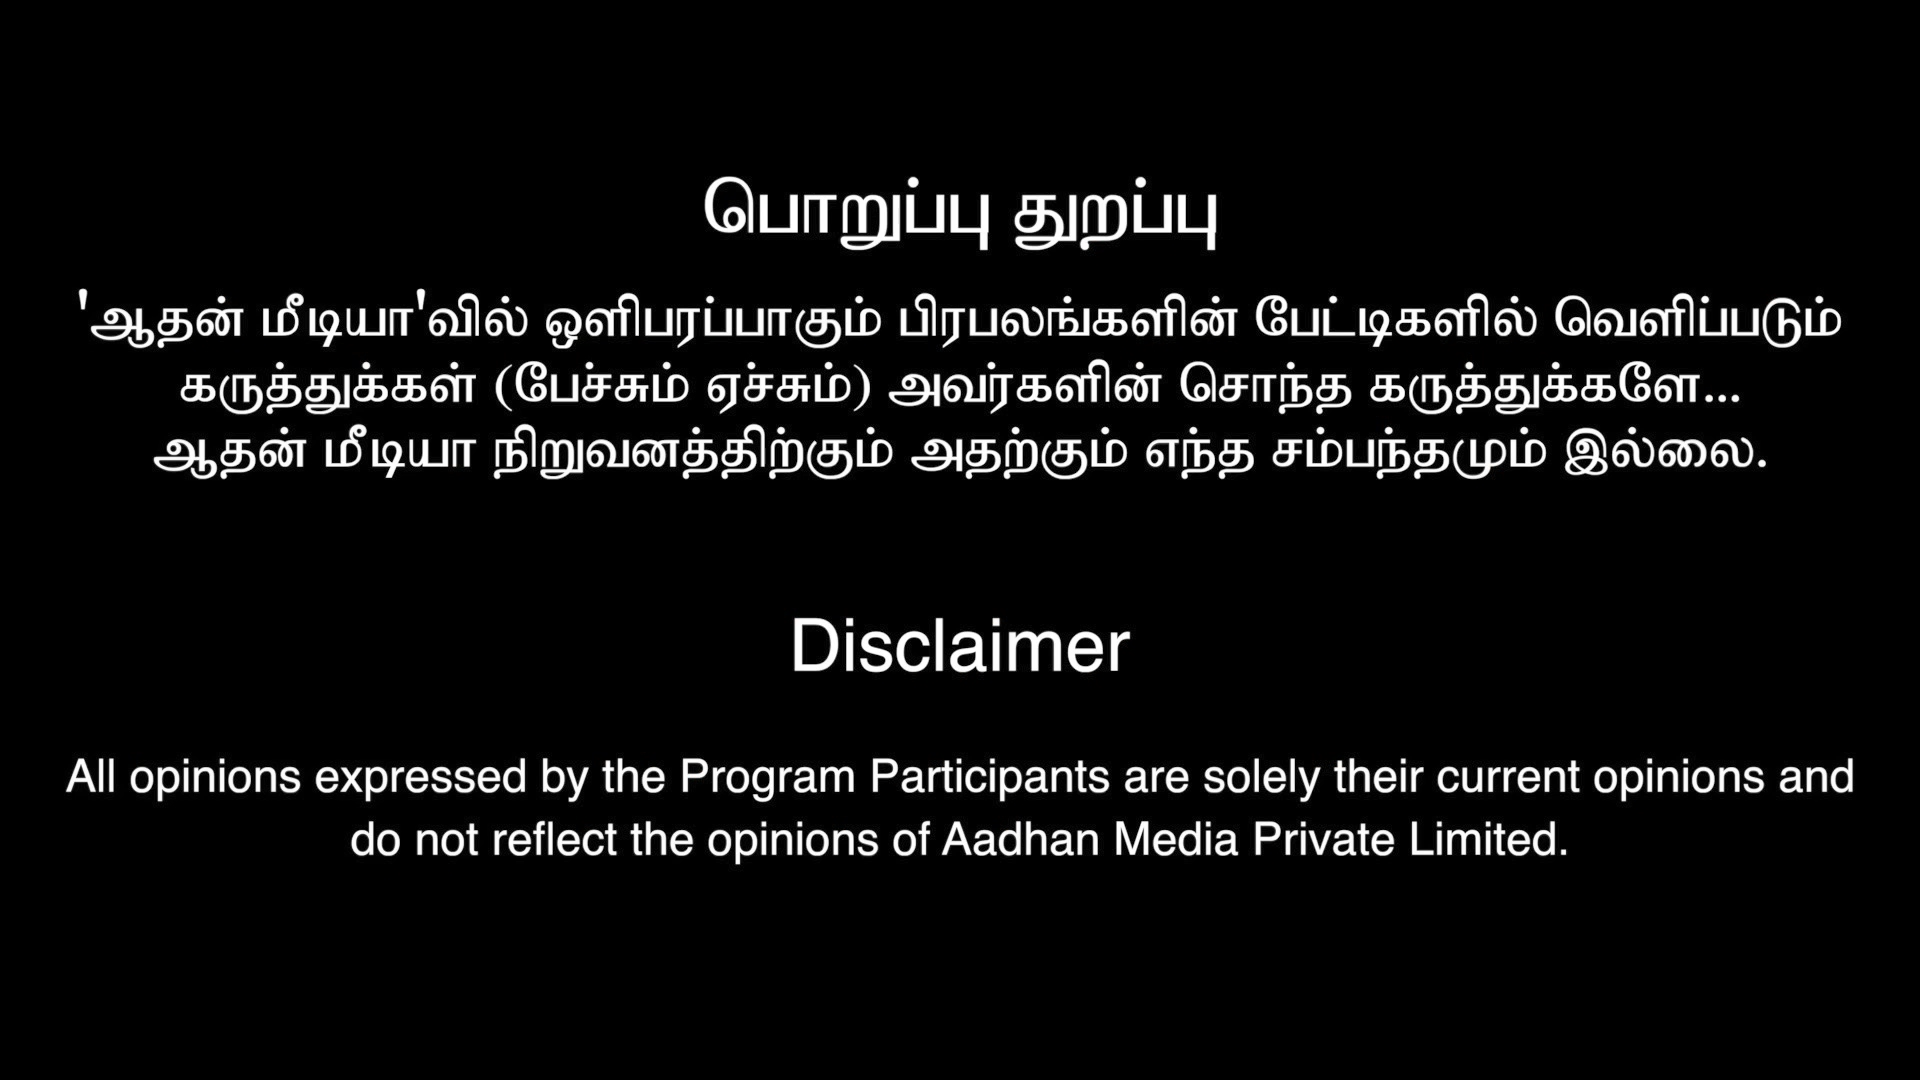 பொறுப்பு துறப்பு
'ஆதன் மீடியா'வில் ஒளிபரப்பாகும் பிரபலங்களின் பேட்டிகளில் வெளிப்படும்
கருத்துக்கள் (பேச்சும் ஏச்சும்) அவர்களின் சொந்த கருத்துக்களே...
ஆதன் மீடியா நிறுவனத்திற்கும் அதற்கும் எந்த சம்பந்தமும் இல்லை.
Disclaimer
All opinions expressed by the Program Participants are solely their current opinions and
do not reflect the opinions of Aadhan Media Private Limited.